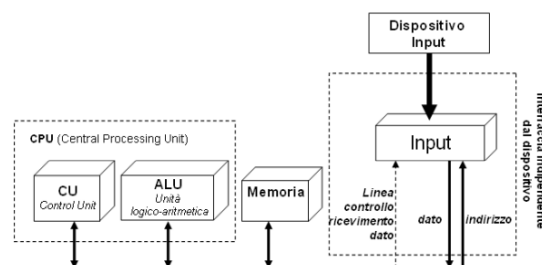 Dispositivo
Input
CPU (Central Processing Unit)
CU
Control Unit
ALU
Unità
logico-aritmetica
Memoria
Input
Linea
controllo
ricevimento
dato
dato
indirizzo
dal dispositivo